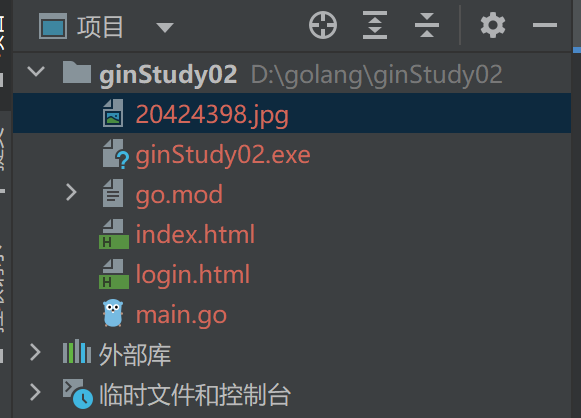 项目
ginStudy02 D:\golang\ginStudy02
20424398.jpg
ginStudy02.exe
go.mod
index.html
login.html
main.go
外部库
临时文件和控制台